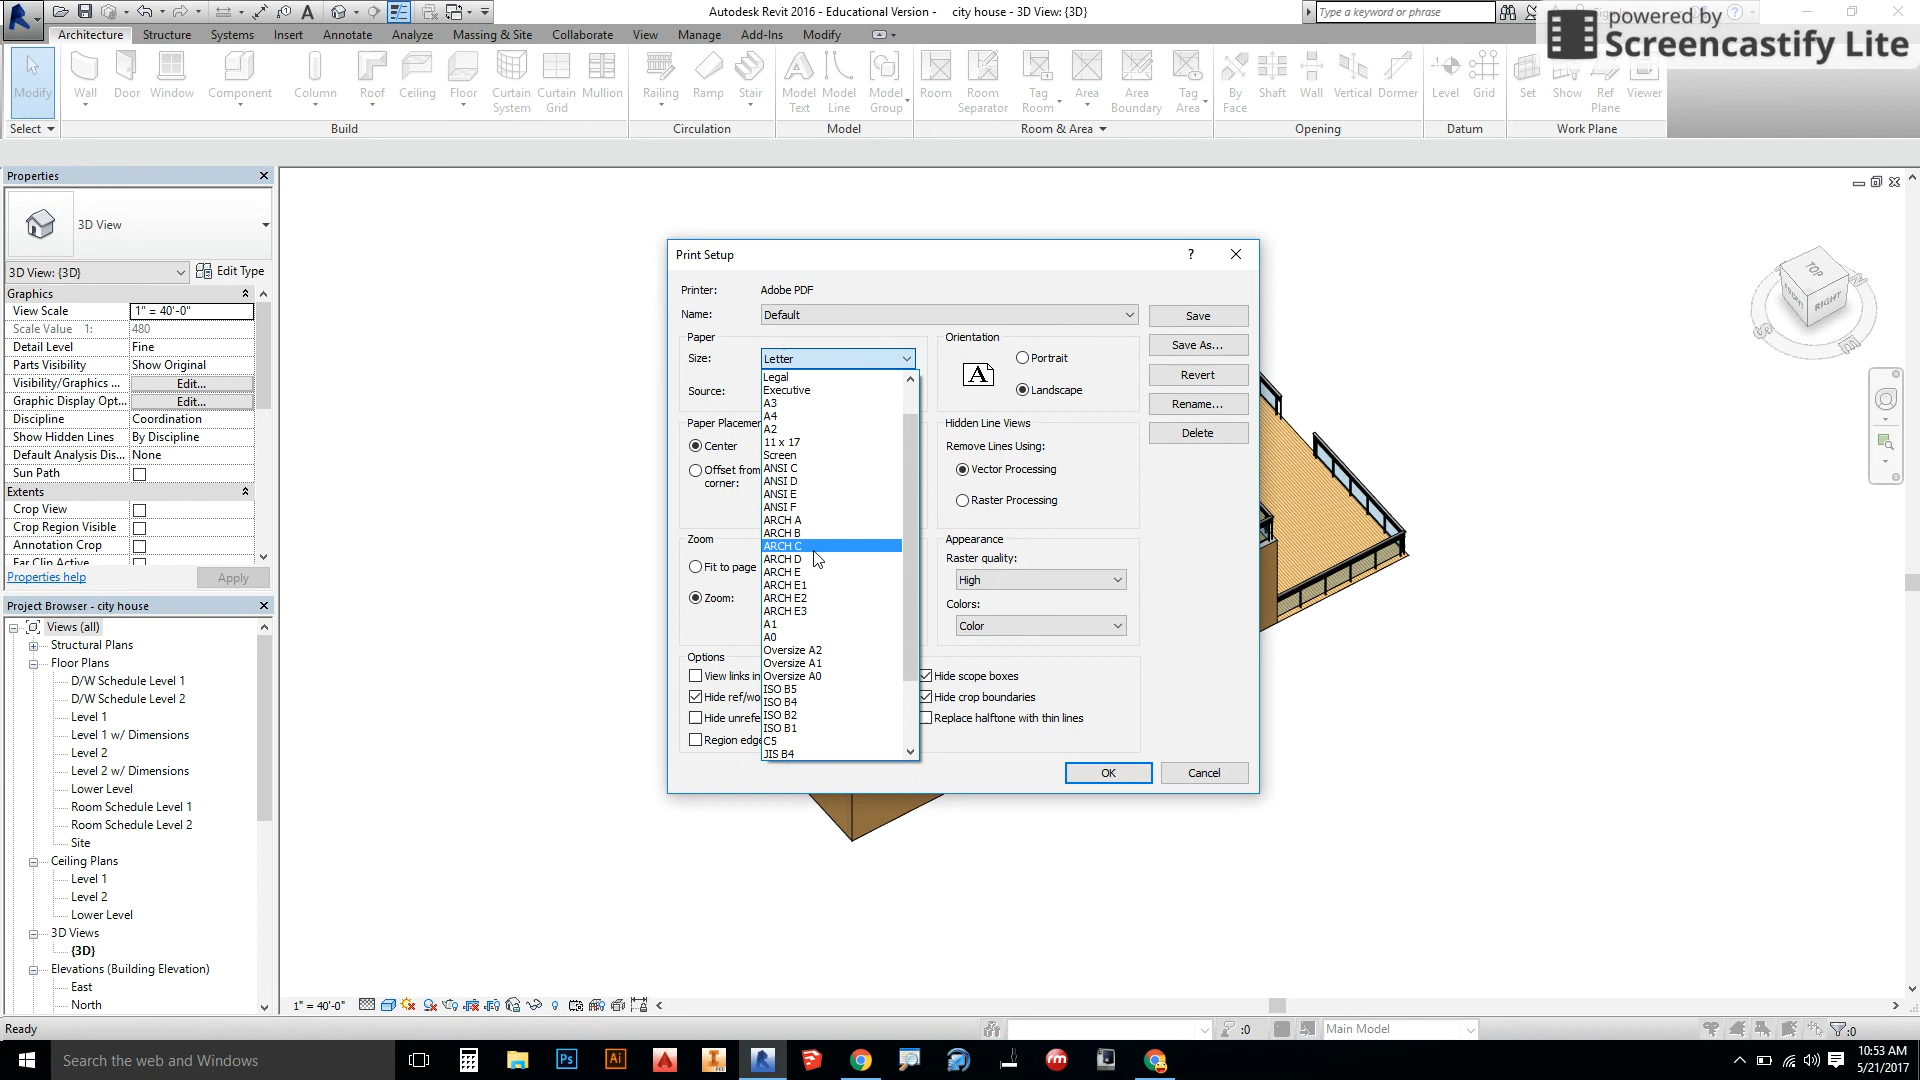 Autodesk Revit 2016 - Educational Version - city house - 3D View: {3D}
Type a keyword or phrase
powered by
Screencastify Lite
Architecture Structure Systems Insert Annotate Analyze Massing & Site Collaborate View Manage Add-Ins Modify
Modify Wall Door Window Component Column Roof Ceiling Floor Curtain System Curtain Grid Mullion Railing Ramp Stair Model Text Model Line Model Group Room Room Separator Tag Room Area Area Boundary Tag Area By Face Shaft Wall Vertical Dormer Level Grid Set Show Ref Plane Viewer
Select Build Circulation Model Room & Area Opening Datum Work Plane
Properties
3D View
3D View: {3D} Edit Type
Graphics
View Scale 1" = 40'-0"
Scale Value 1: 480
Detail Level Fine
Parts Visibility Show Original
Visibility/Graphics ... Edit...
Graphic Display Opt... Edit...
Discipline Coordination
Show Hidden Lines By Discipline
Default Analysis Dis... None
Sun Path
Extents
Crop View
Crop Region Visible
Annotation Crop
Far Clip Active
Properties help Apply
Project Browser - city house
Views (all)
Structural Plans
Floor Plans
D/W Schedule Level 1
D/W Schedule Level 2
Level 1
Level 1 w/ Dimensions
Level 2
Level 2 w/ Dimensions
Lower Level
Room Schedule Level 1
Room Schedule Level 2
Site
Ceiling Plans
Level 1
Level 2
Lower Level
3D Views
{3D}
Elevations (Building Elevation)
East
North
Print Setup
?
Printer: Adobe PDF
Name: Default
Paper
Size: Letter
Source:
Legal
Executive
A3
A4
A2
11 x 17
Screen
ANSI C
ANSI D
ANSI E
ANSI F
ARCH A
ARCH B
ARCH C
ARCH D
ARCH E
ARCH E1
ARCH E2
ARCH E3
A1
A0
Oversize A2
Oversize A1
Oversize A0
ISO B5
ISO B4
ISO B2
ISO B1
C5
JIS B4
Paper Placemen
Center
Offset from
corner:
Zoom
Fit to page
Zoom:
Options
View links in
Hide ref/wo
Hide unrefe
Region edge
Orientation
A
Portrait
Landscape
Hidden Line Views
Remove Lines Using:
Vector Processing
Raster Processing
Appearance
Raster quality:
High
Colors:
Color
Hide scope boxes
Hide crop boundaries
Replace halftone with thin lines
Save
Save As...
Revert
Rename...
Delete
OK Cancel
TOP
FRONT RIGHT
1" = 40'-0"
Ready
:0 Main Model :0
Search the web and Windows
Ps Ai rm
10:53 AM
5/21/2017